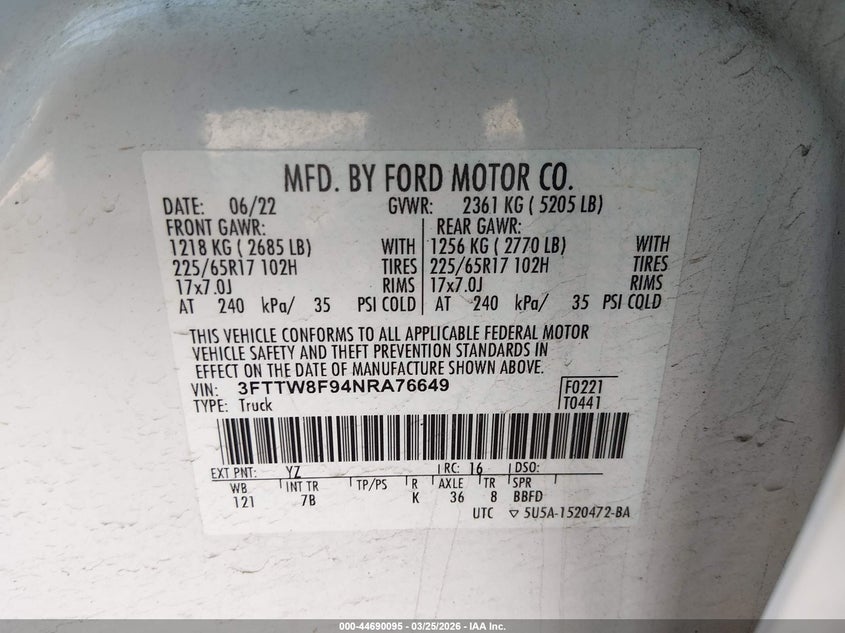 MFD. BY FORD MOTOR CO.
DATE: 06/22 GVWR: 2361 KG ( 5205 LB)
FRONT GAWR: REAR GAWR:
1218 KG ( 2685 LB) WITH 1256 KG ( 2770 LB) WITH
225/65R17 102H TIRES 225/65R17 102H TIRES
17x7.0J RIMS 17x7.0J RIMS
AT 240 kPa/ 35 PSI COLD AT 240 kPa/ 35 PSI COLD
THIS VEHICLE CONFORMS TO ALL APPLICABLE FEDERAL MOTOR
VEHICLE SAFETY AND THEFT PREVENTION STANDARDS IN
EFFECT ON THE DATE OF MANUFACTURE SHOWN ABOVE.
VIN: 3FTTW8F94NRA76649 F0221
TYPE: Truck T0441
EXT PNT: YZ RC: 16 DSO:
WB INT TR TP/PS R AXLE TR SPR
121 7B K 36 8 BBFD
UTC ▽ 5U5A-1520472-BA
000-44690095 - 03/25/2026 - IAA Inc.